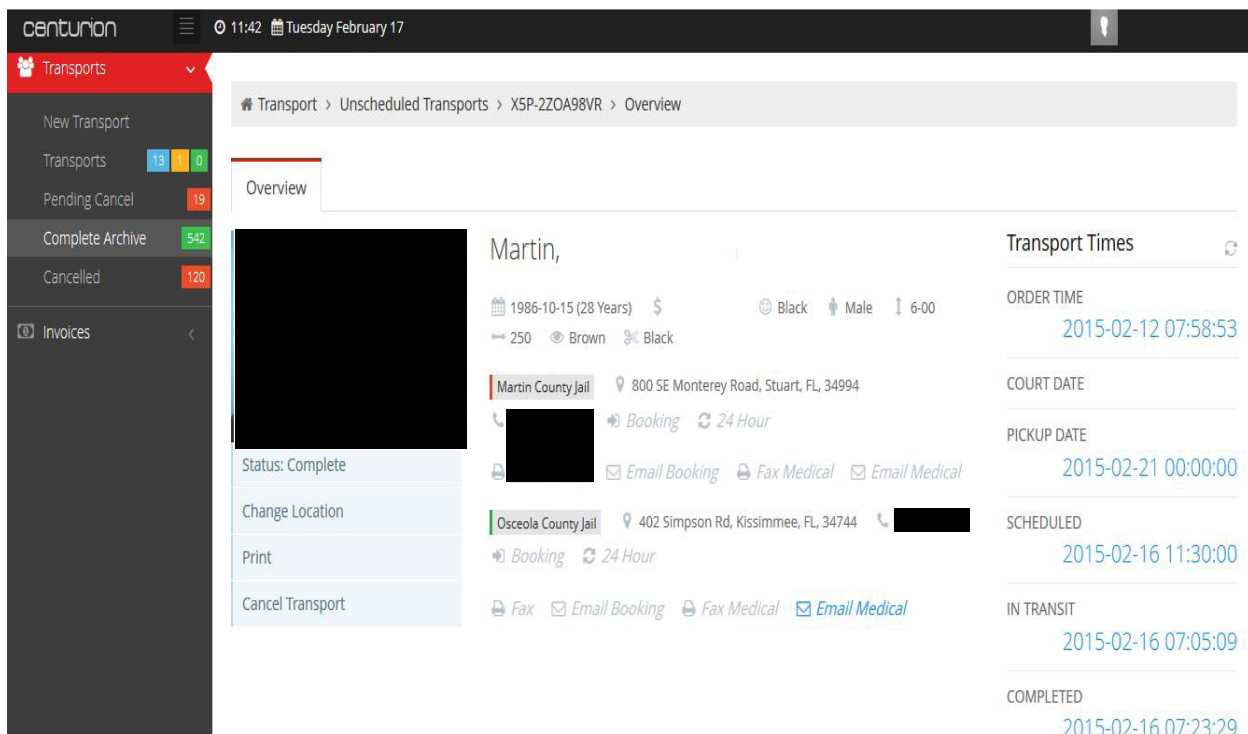 centurion 11:42 Tuesday February 17
Transports
New Transport
Transports 13 1 0
Pending Cancel 19
Complete Archive 542
Cancelled 120
Invoices
Transport > Unscheduled Transports > X5P-2ZOA98VR > Overview
Overview
Status: Complete
Change Location
Print
Cancel Transport
Martin,
1986-10-15 (28 Years) $ Black Male 6-00
250 Brown Black
Martin County Jail 800 SE Monterey Road, Stuart, FL, 34994
Booking 24 Hour
Email Booking Fax Medical Email Medical
Osceola County Jail 402 Simpson Rd, Kissimmee, FL, 34744
Booking 24 Hour
Fax Email Booking Fax Medical Email Medical
Transport Times
ORDER TIME
2015-02-12 07:58:53
COURT DATE
PICKUP DATE
2015-02-21 00:00:00
SCHEDULED
2015-02-16 11:30:00
IN TRANSIT
2015-02-16 07:05:09
COMPLETED
2015-02-16 07:23:29